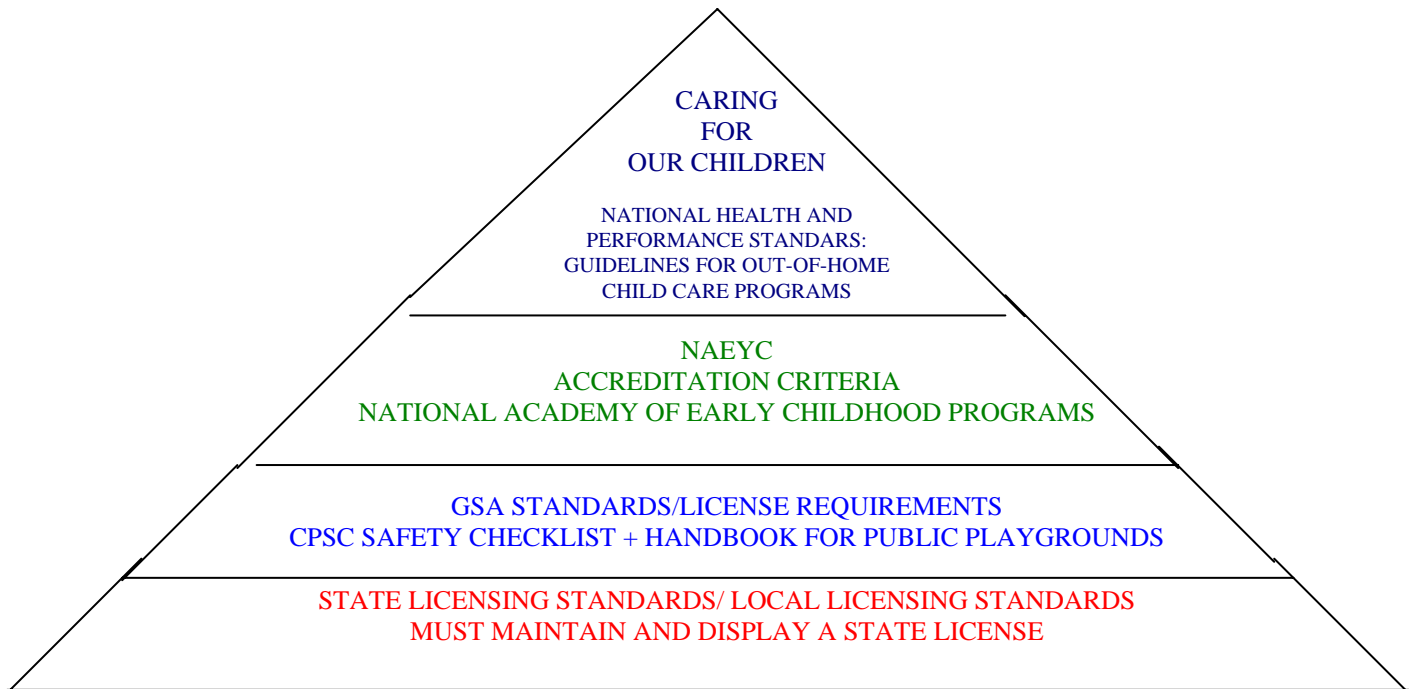 CARING
FOR
OUR CHILDREN
NATIONAL HEALTH AND
PERFORMANCE STANDARS:
GUIDELINES FOR OUT-OF-HOME
CHILD CARE PROGRAMS
NAEYC
ACCREDITATION CRITERIA
NATIONAL ACADEMY OF EARLY CHILDHOOD PROGRAMS
GSA STANDARDS/LICENSE REQUIREMENTS
CPSC SAFETY CHECKLIST + HANDBOOK FOR PUBLIC PLAYGROUNDS
STATE LICENSING STANDARDS/ LOCAL LICENSING STANDARDS
MUST MAINTAIN AND DISPLAY A STATE LICENSE